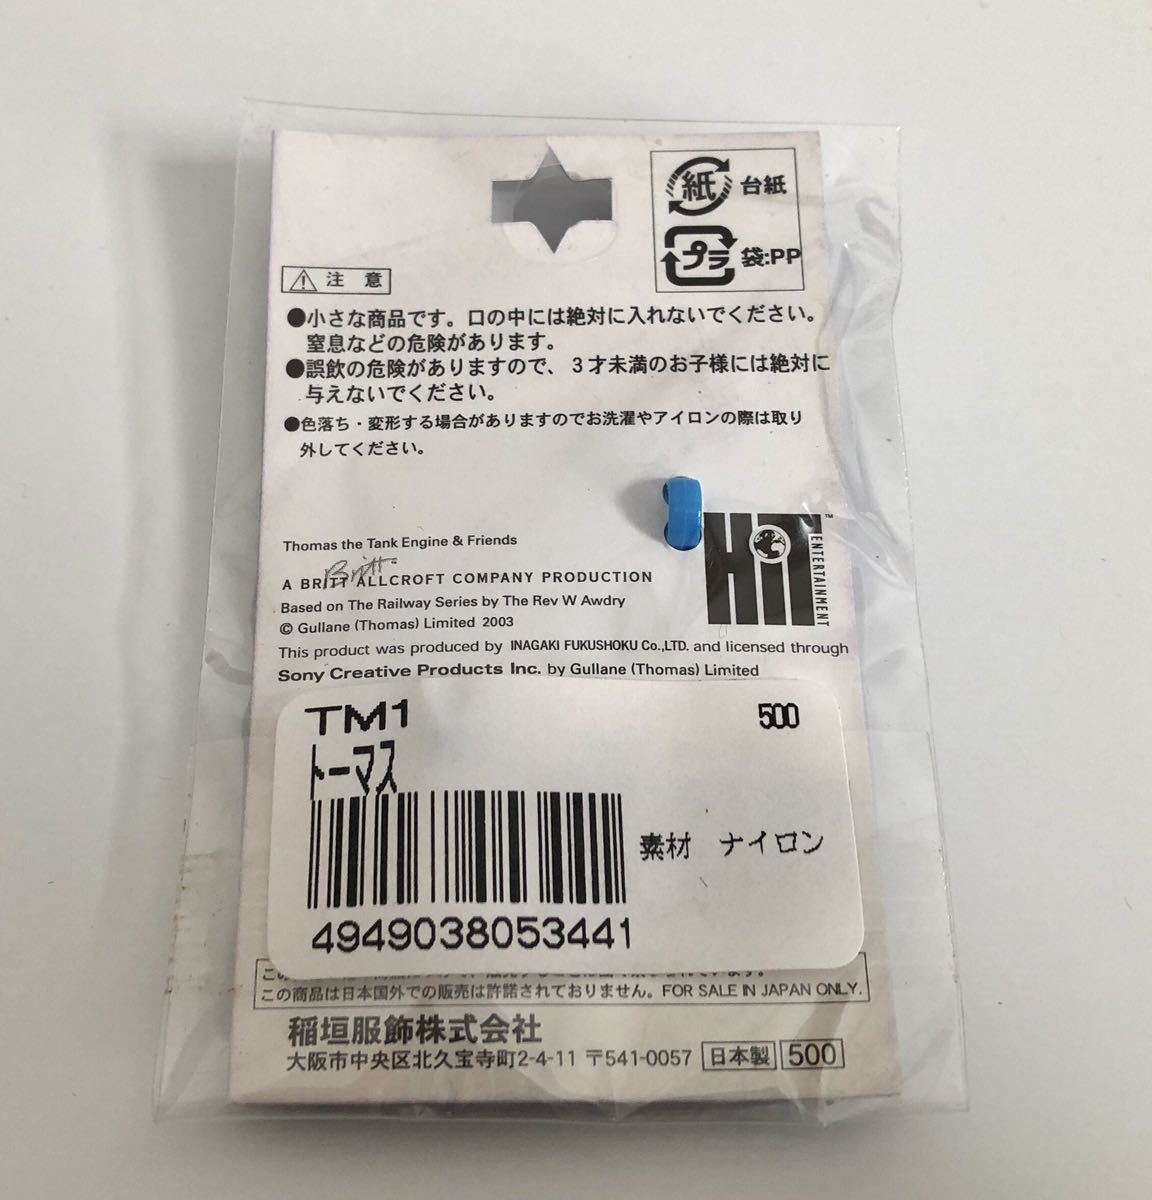 紙 台紙
プラ 袋:PP
注意
●小さな商品です。口の中には絶対に入れないでください。
窒息などの危険があります。
●誤飲の危険がありますので、3才未満のお子様には絶対に
与えないでください。
●色落ち・変形する場合がありますのでお洗濯やアイロンの際は取り
外してください。
Thomas the Tank Engine & Friends
Britt
A BRITT ALLCROFT COMPANY PRODUCTION
Based on The Railway Series by The Rev W Awdry
© Gullane (Thomas) Limited 2003
HiT ENTERTAINMENT™
This product was produced by INAGAKI FUKUSHOKU Co.,LTD. and licensed through
Sony Creative Products Inc. by Gullane (Thomas) Limited
TM1 500
トーマス
素材 ナイロン
4949038053441
この商品は日本国外での販売は許諾されておりません。FOR SALE IN JAPAN ONLY.
稲垣服飾株式会社
大阪市中央区北久宝寺町2-4-11 〒541-0057 日本製 500